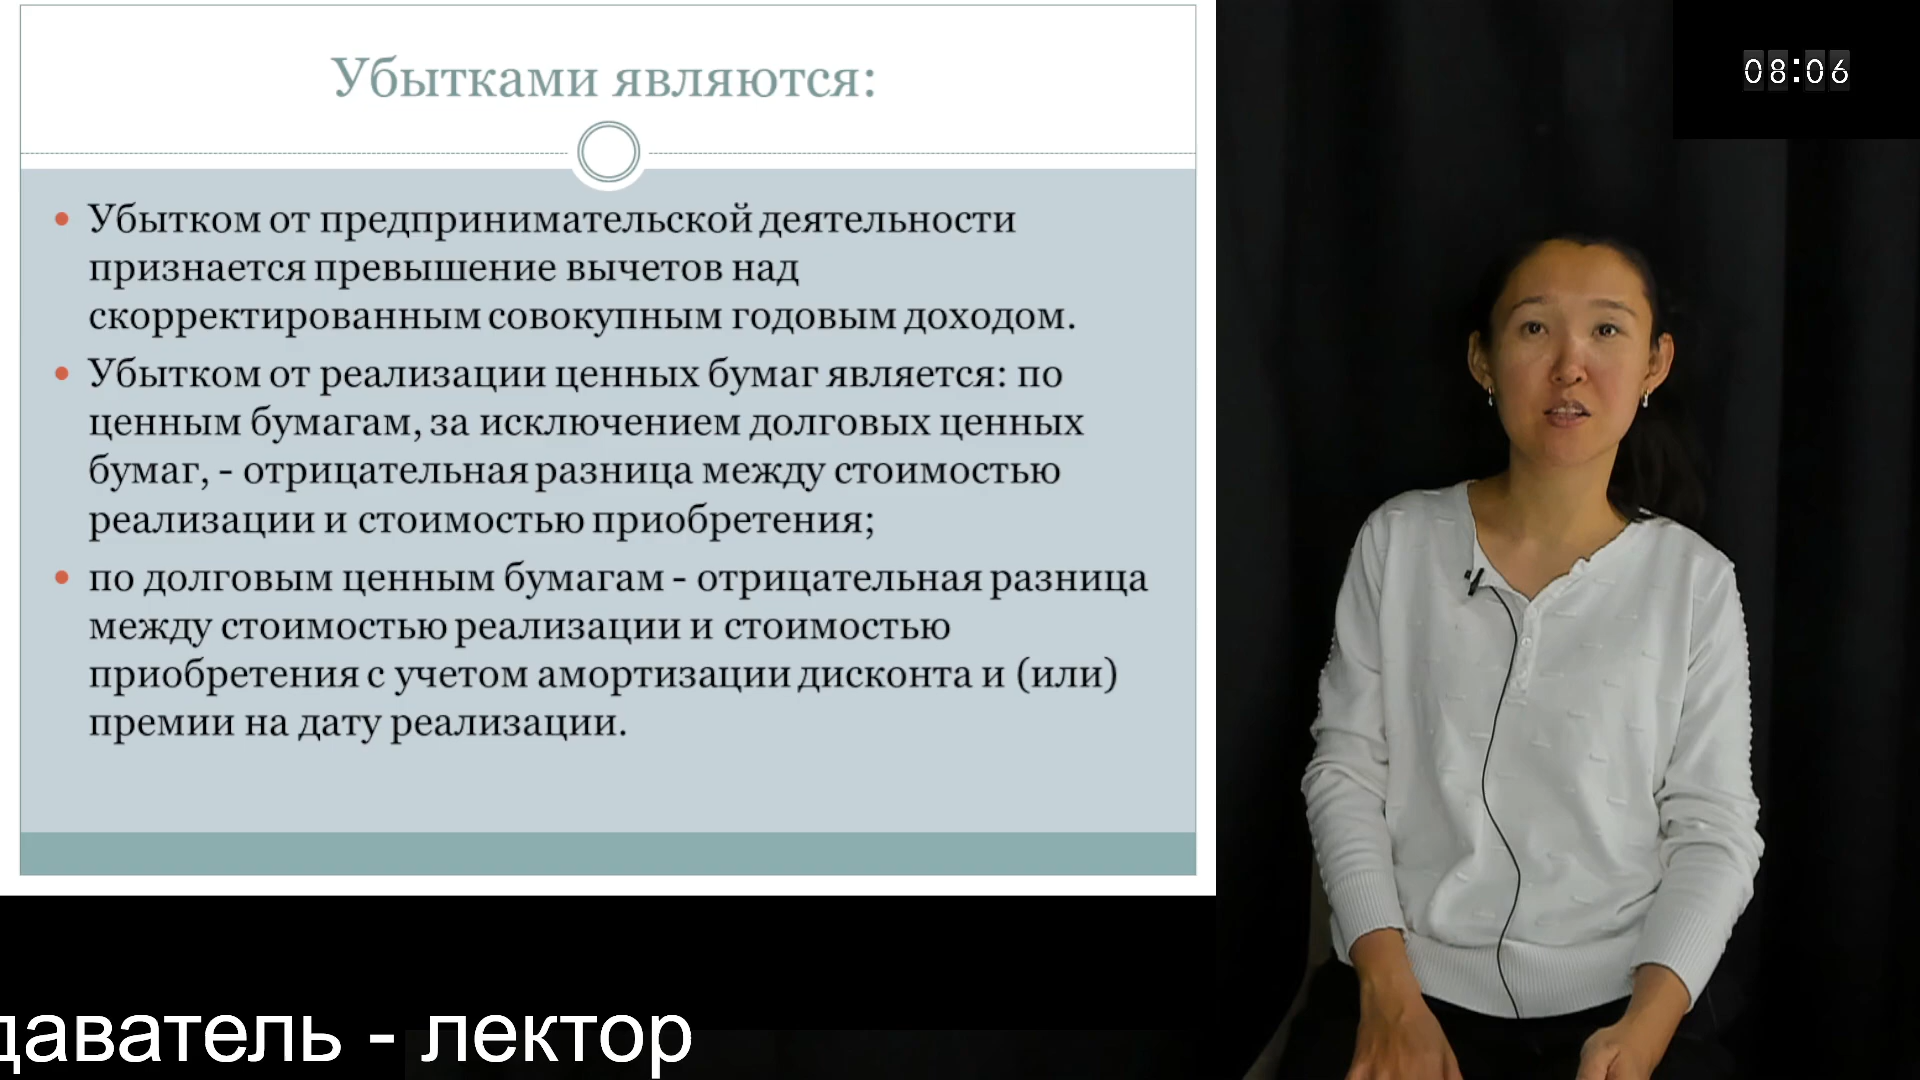 Убытками являются:
08:06
• Убытком от предпринимательской деятельности
признается превышение вычетов над
скорректированным совокупным годовым доходом.
• Убытком от реализации ценных бумаг является: по
ценным бумагам, за исключением долговых ценных
бумаг, - отрицательная разница между стоимостью
реализации и стоимостью приобретения;
• по долговым ценным бумагам - отрицательная разница
между стоимостью реализации и стоимостью
приобретения с учетом амортизации дисконта и (или)
премии на дату реализации.
даватель - лектор